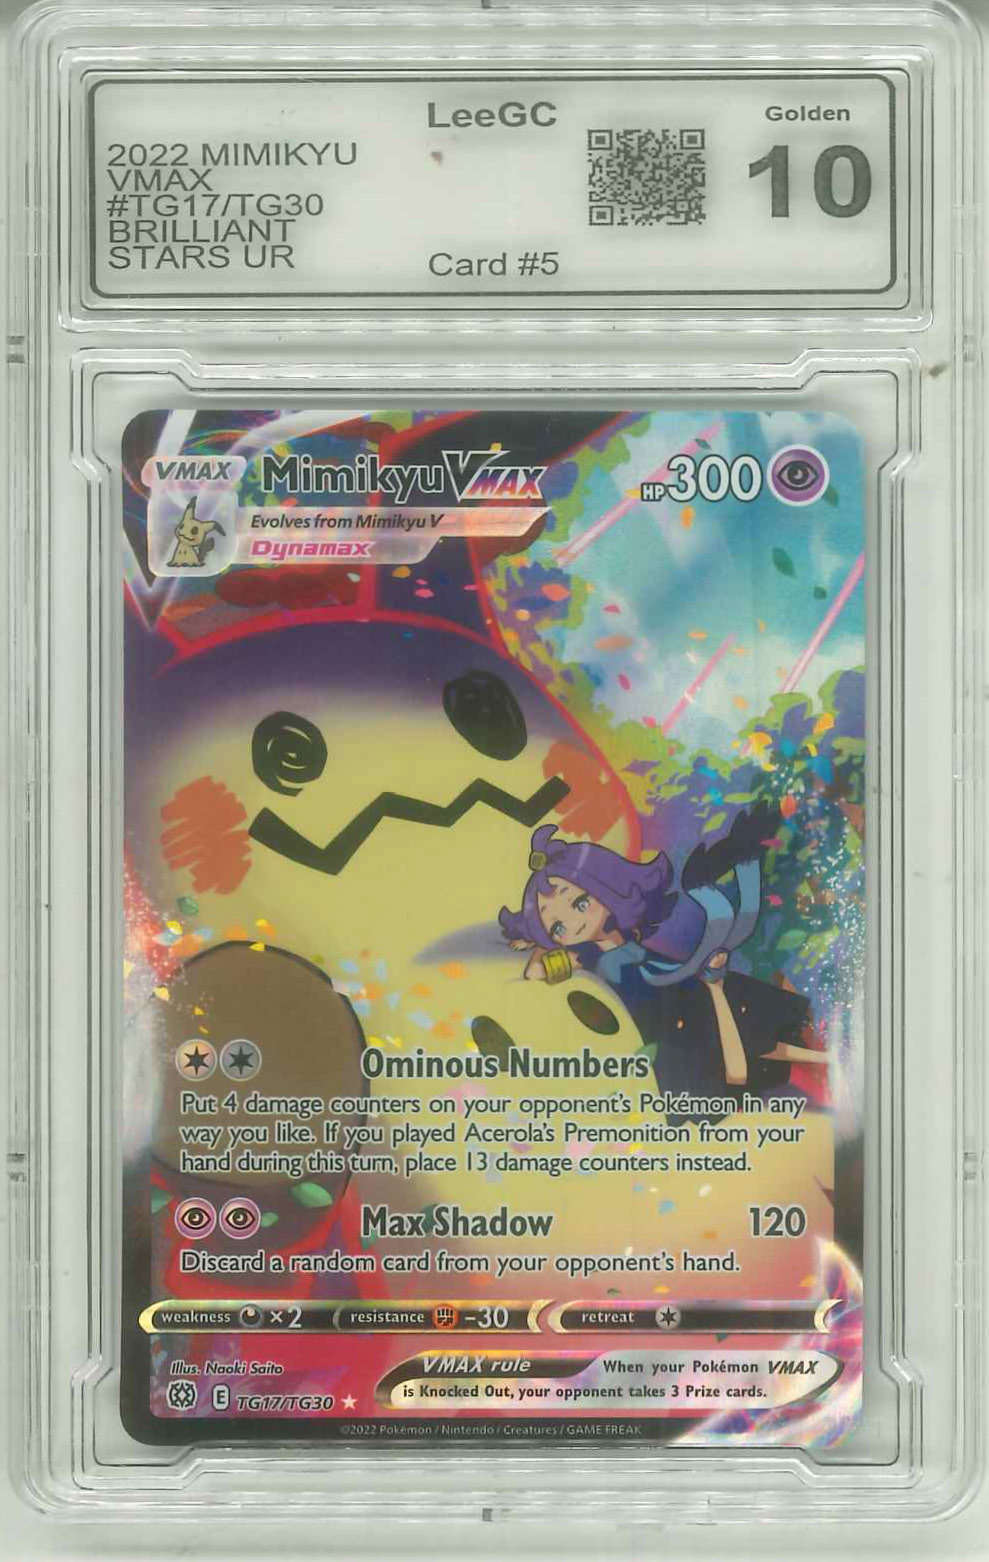 LeeGC
Golden
2022 MIMIKYU
VMAX
#TG17/TG30
BRILLIANT
STARS UR
10
Card #5
VMAX
Mimikyu VMAX
HP 300
Evolves from Mimikyu V
Dynamax
Ominous Numbers
Put 4 damage counters on your opponent's Pokémon in any
way you like. If you played Acerola's Premonition from your
hand during this turn, place 13 damage counters instead.
Max Shadow 120
Discard a random card from your opponent's hand.
weakness ×2 resistance -30 retreat
Illus. Naoki Saito
VMAX rule When your Pokémon VMAX
is Knocked Out, your opponent takes 3 Prize cards.
E TG17/TG30
©2022 Pokémon / Nintendo / Creatures / GAME FREAK